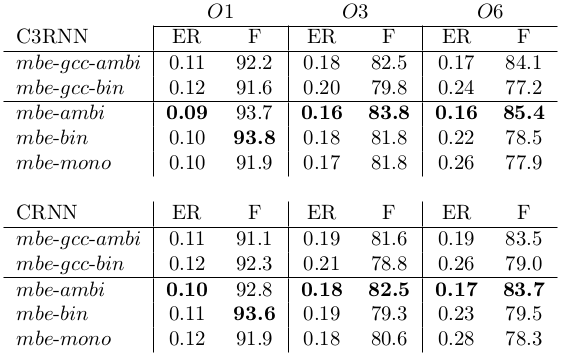 O1 O3 O6
C3RNN ER F ER F ER F
mbe-gcc-ambi 0.11 92.2 0.18 82.5 0.17 84.1
mbe-gcc-bin 0.12 91.6 0.20 79.8 0.24 77.2
mbe-ambi 0.09 93.7 0.16 83.8 0.16 85.4
mbe-bin 0.10 93.8 0.18 81.8 0.22 78.5
mbe-mono 0.10 91.9 0.17 81.8 0.26 77.9
CRNN ER F ER F ER F
mbe-gcc-ambi 0.11 91.1 0.19 81.6 0.19 83.5
mbe-gcc-bin 0.12 92.3 0.21 78.8 0.26 79.0
mbe-ambi 0.10 92.8 0.18 82.5 0.17 83.7
mbe-bin 0.11 93.6 0.19 79.3 0.23 79.5
mbe-mono 0.12 91.9 0.18 80.6 0.28 78.3